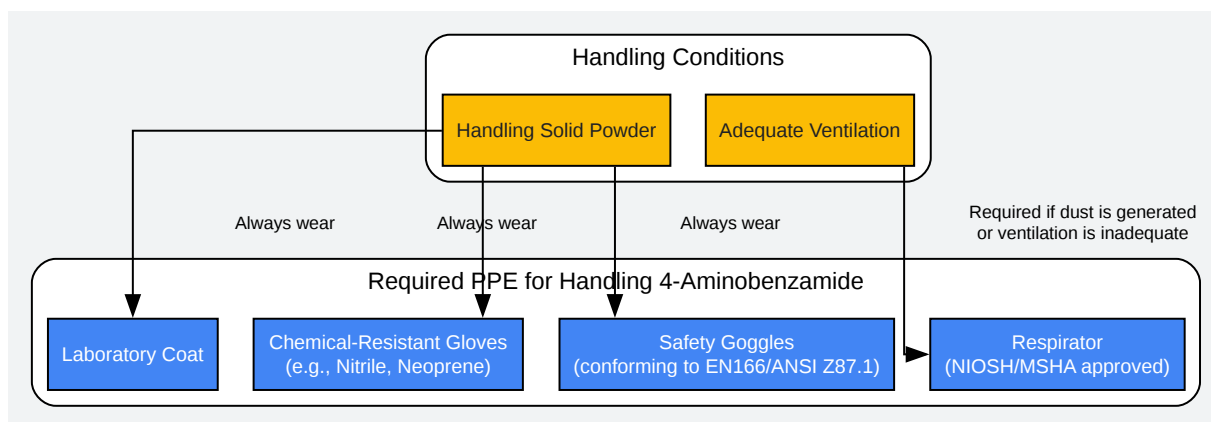 Handling Conditions
Handling Solid Powder
Adequate Ventilation
Always wear
Always wear
Always wear
Required if dust is generated
or ventilation is inadequate
Required PPE for Handling 4-Aminobenzamide
Laboratory Coat
Chemical-Resistant Gloves
(e.g., Nitrile, Neoprene)
Safety Goggles
(conforming to EN166/ANSI Z87.1)
Respirator
(NIOSH/MSHA approved)